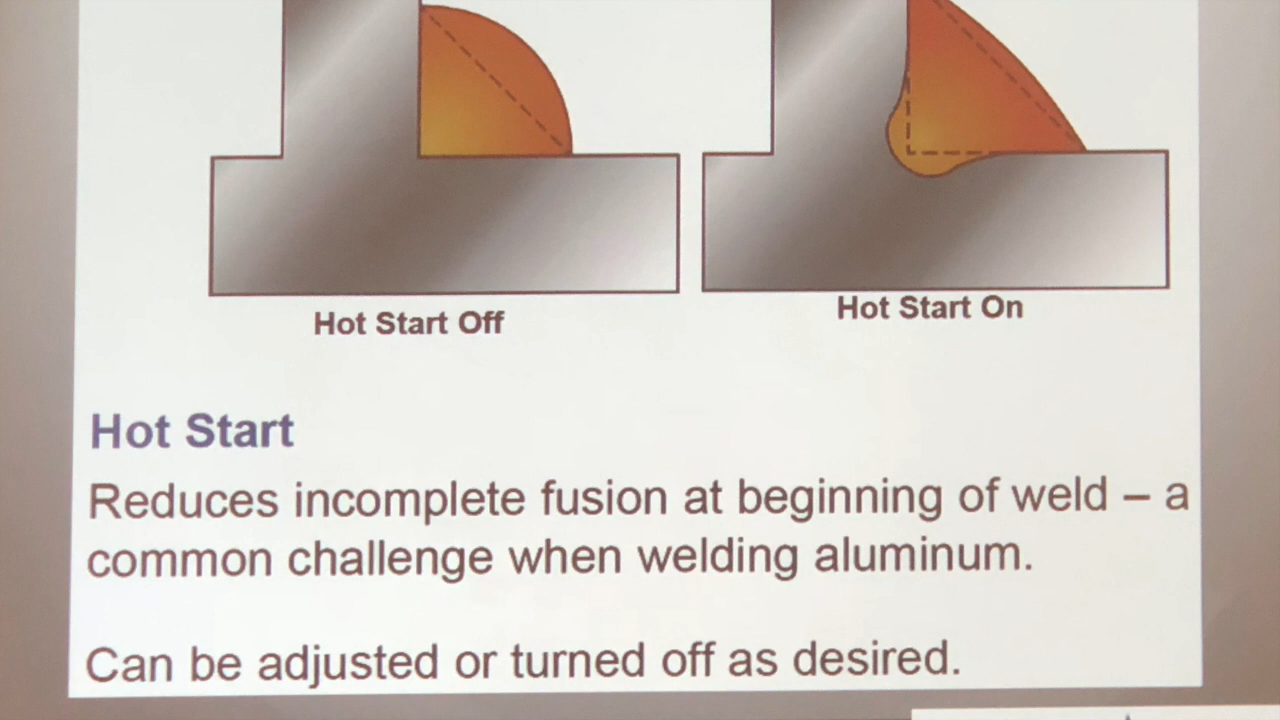 Hot Start Off
Hot Start On
Hot Start
Reduces incomplete fusion at beginning of weld – a
common challenge when welding aluminum.
Can be adjusted or turned off as desired.